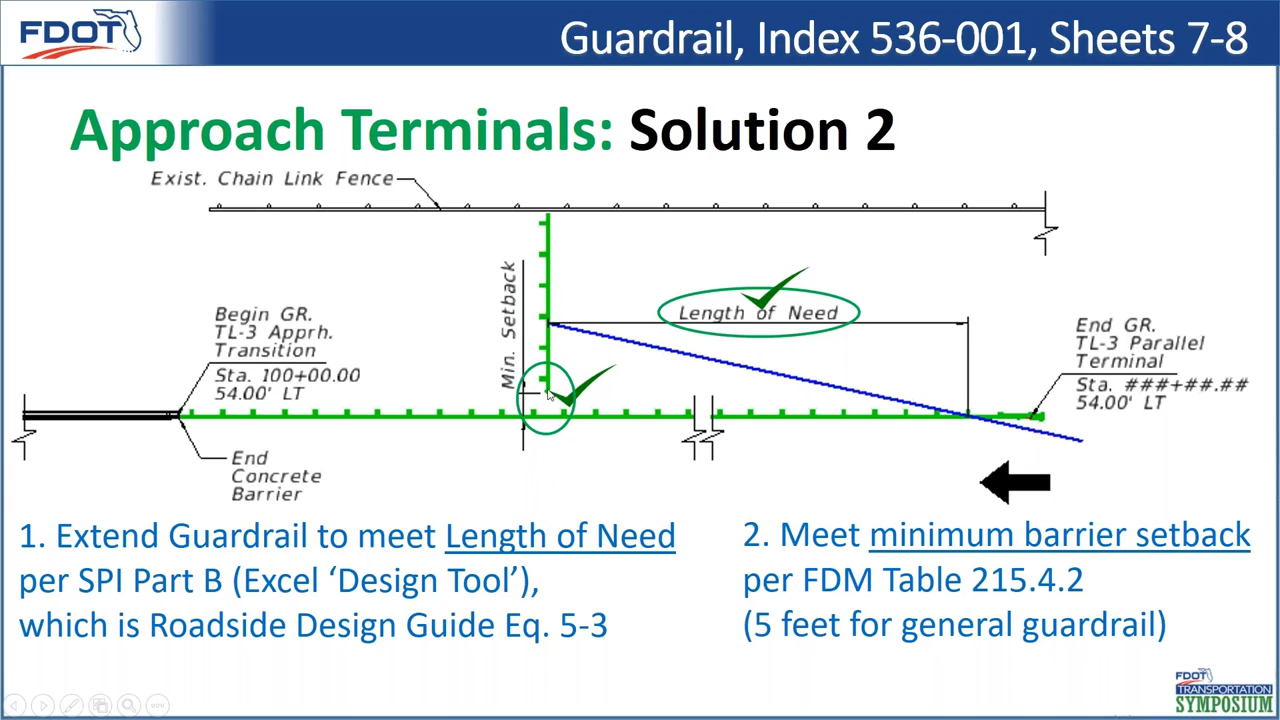 FDOT
Guardrail, Index 536-001, Sheets 7-8
Approach Terminals: Solution 2
Exist. Chain Link Fence
Min. Setback
Length of Need
Begin GR.
TL-3 Apprh.
Transition
Sta. 100+00.00
54.00' LT
End GR.
TL-3 Parallel
Terminal
Sta. ###+##.##
54.00' LT
End
Concrete
Barrier
1. Extend Guardrail to meet Length of Need
per SPI Part B (Excel ‘Design Tool’),
which is Roadside Design Guide Eq. 5-3
2. Meet minimum barrier setback
per FDM Table 215.4.2
(5 feet for general guardrail)
FDOT
TRANSPORTATION
SYMPOSIUM